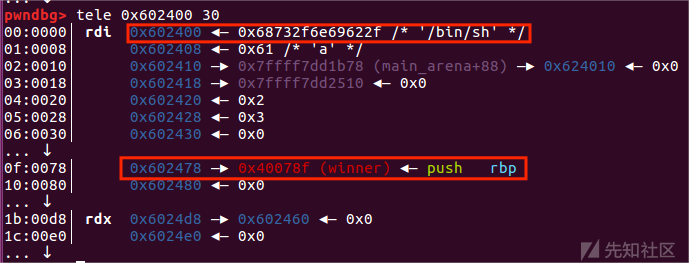 ... ↓
pwndbg> tele 0x602400 30
00:0000│ rdi  0x602400 ◂— 0x68732f6e69622f /* '/bin/sh' */
01:0008│      0x602408 ◂— 0x61 /* 'a' */
02:0010│      0x602410 —▸ 0x7ffff7dd1b78 (main_arena+88) —▸ 0x624010 ◂— 0x0
03:0018│      0x602418 —▸ 0x7ffff7dd2510 ◂— 0x0
04:0020│      0x602420 ◂— 0x2
05:0028│      0x602428 ◂— 0x3
06:0030│      0x602430 ◂— 0x0
... ↓
0f:0078│      0x602478 —▸ 0x40078f (winner) ◂— push   rbp
10:0080│      0x602480 ◂— 0x0
... ↓
1b:00d8│ rdx  0x6024d8 —▸ 0x602460 ◂— 0x0
1c:00e0│      0x6024e0 ◂— 0x0
... ↓
先知社区